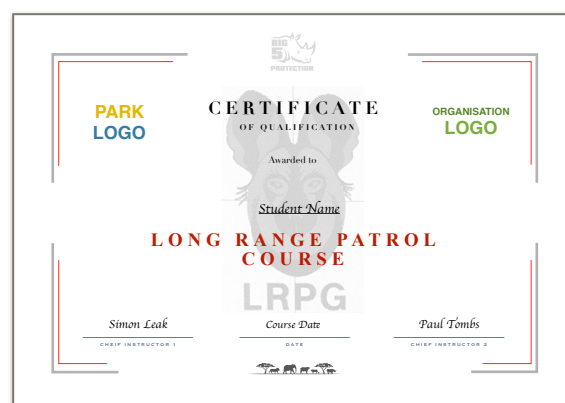 BIG
5
PROTECTION
PARK
LOGO
CERTIFICATE
OF QUALIFICATION
ORGANISATION
LOGO
Awarded to
Student Name
LONG RANGE PATROL
COURSE
LRPG
Simon Leak
Course Date
Paul Tombs
CHEIF INSTRUCTOR 1
DATE
CHIEF INSTRUCTOR 2